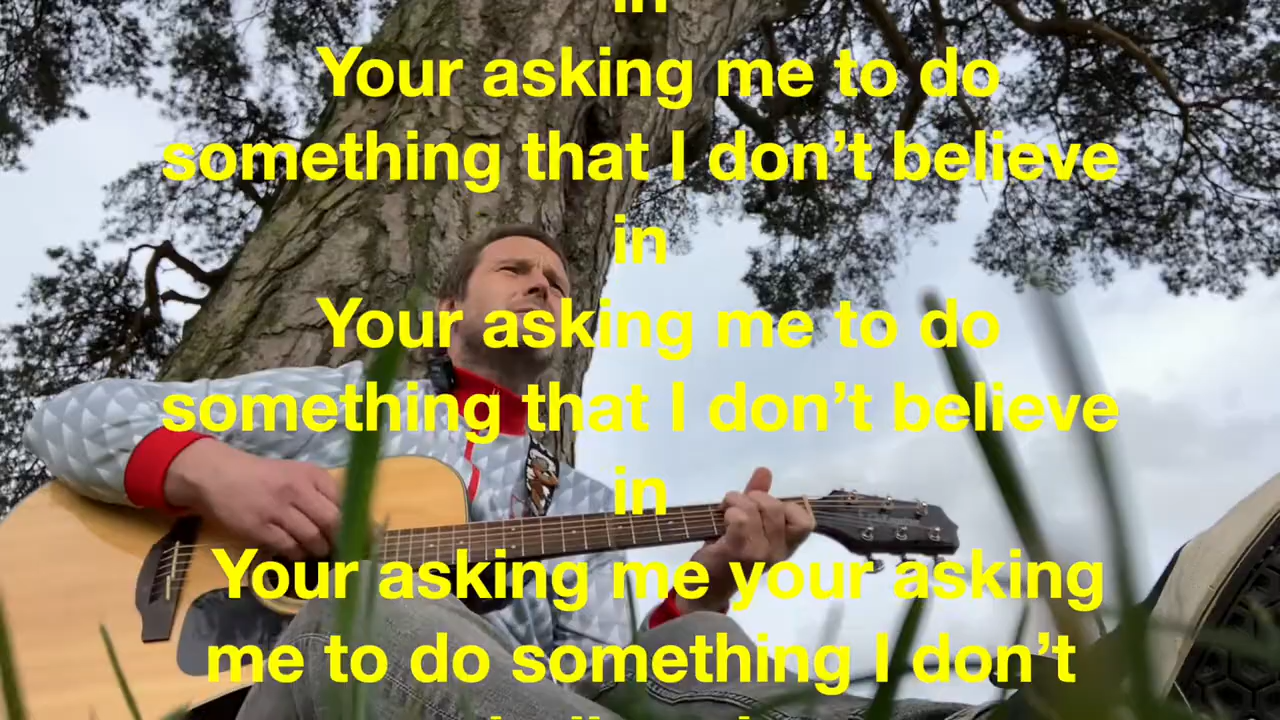 in
Your asking me to do
something that I don’t believe
in
Your asking me to do
something that I don’t believe
in
Your asking me your asking
me to do something I don’t